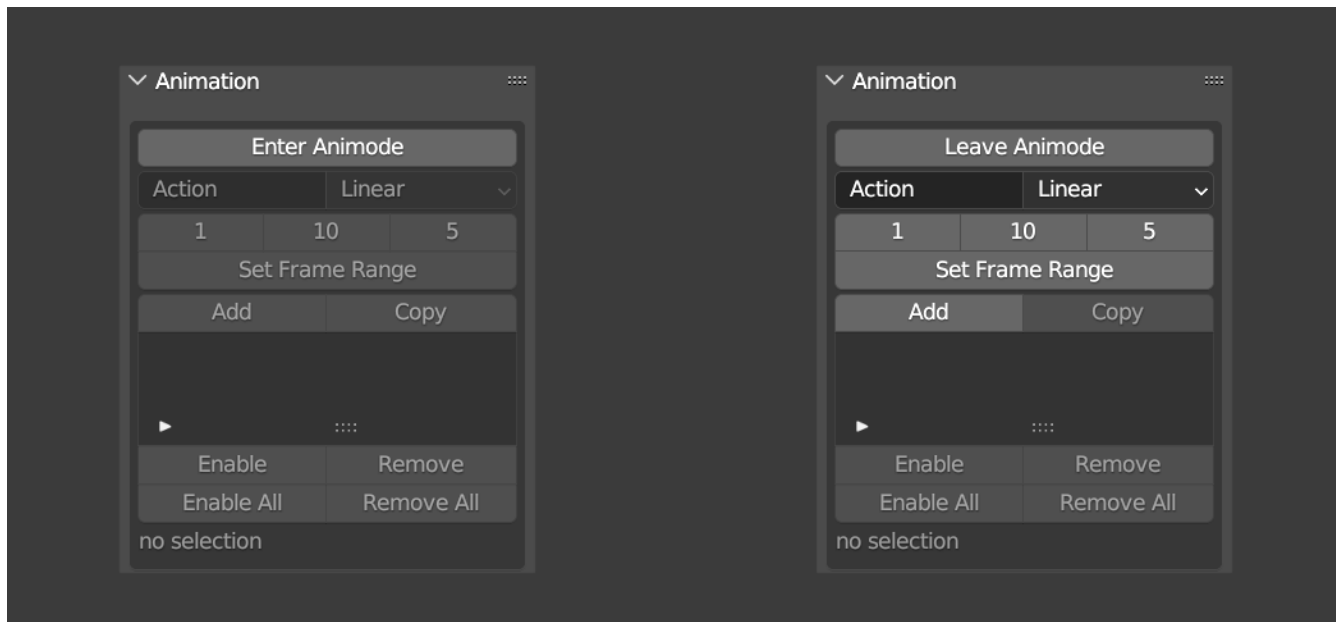 Animation
Enter Animode
Action Linear
1 10 5
Set Frame Range
Add Copy
Enable Remove
Enable All Remove All
no selection
Animation
Leave Animode
Action Linear
1 10 5
Set Frame Range
Add Copy
Enable Remove
Enable All Remove All
no selection